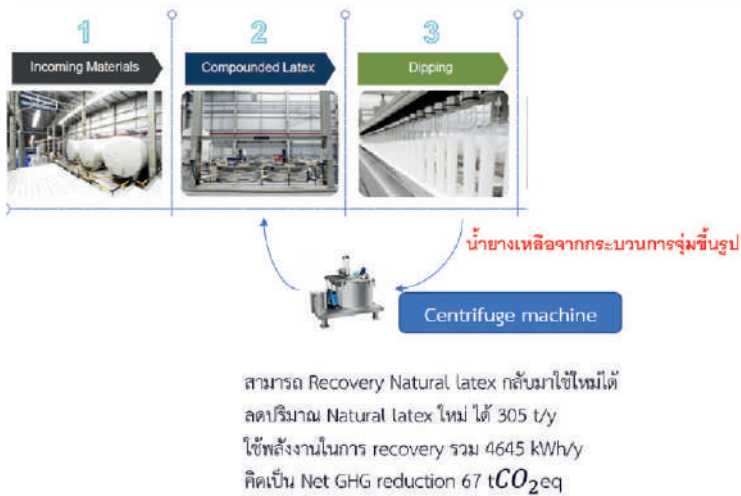 1 2 3
Incoming Materials Compounded Latex Dipping
น้ำยางเหลือจากกระบวนการจุ่มขึ้นรูป
Centrifuge machine
สามารถ Recovery Natural latex กลับมาใช้ใหม่ได้
ลดปริมาณ Natural latex ใหม่ ได้ 305 t/y
ใช้พลังงานในการ recovery รวม 4645 kWh/y
คิดเป็น Net GHG reduction 67 tCO₂eq